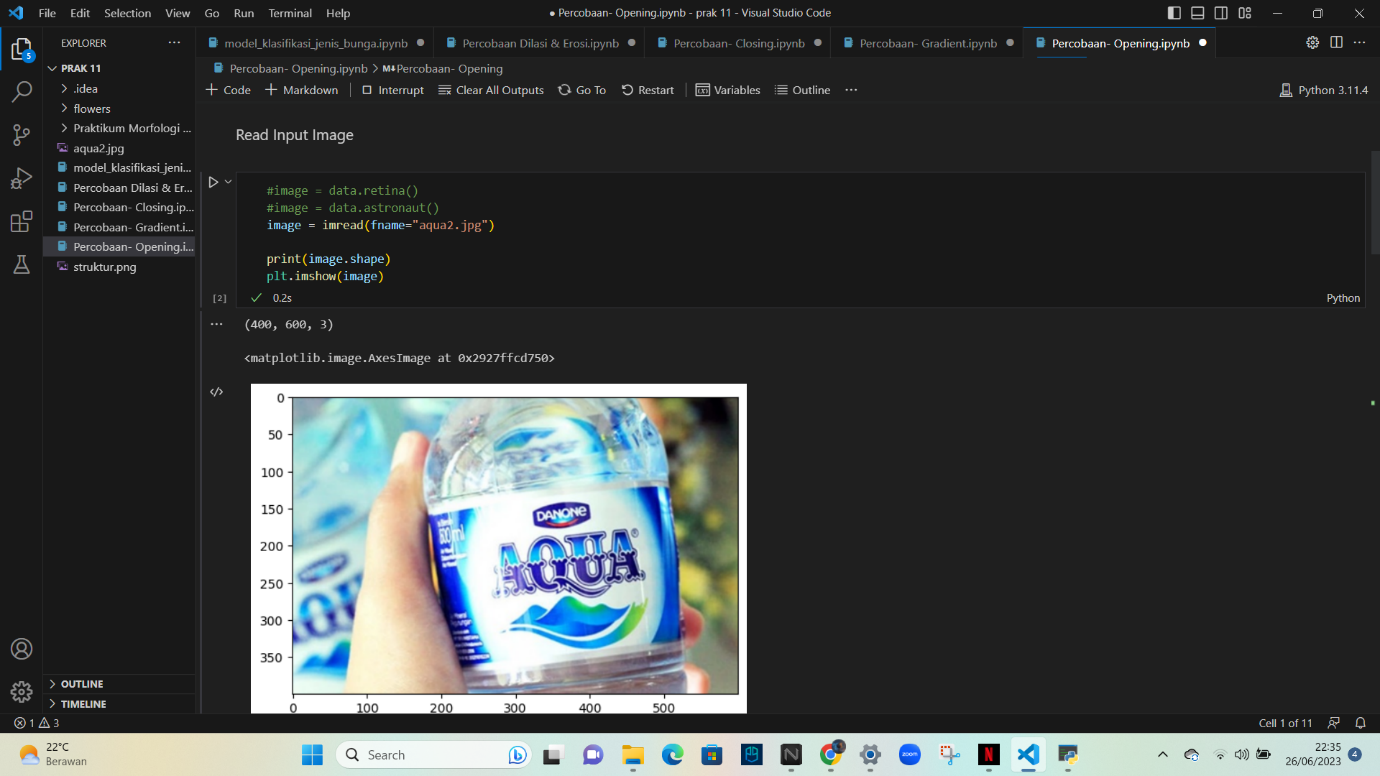 File Edit Selection View Go Run Terminal Help
● Percobaan- Opening.ipynb - prak 11 - Visual Studio Code
EXPLORER
5
PRAK 11
.idea
flowers
Praktikum Morfologi ...
aqua2.jpg
model_klasifikasi_jeni...
Percobaan Dilasi & Er...
Percobaan- Closing.ip...
Percobaan- Gradient.i...
Percobaan- Opening.i...
struktur.png
OUTLINE
TIMELINE
model_klasifikasi_jenis_bunga.ipynb Percobaan Dilasi & Erosi.ipynb Percobaan- Closing.ipynb Percobaan- Gradient.ipynb Percobaan- Opening.ipynb
Percobaan- Opening.ipynb > M↓Percobaan- Opening
+ Code + Markdown Interrupt Clear All Outputs Go To Restart Variables Outline ... Python 3.11.4
Read Input Image
#image = data.retina()
#image = data.astronaut()
image = imread(fname="aqua2.jpg")
print(image.shape)
plt.imshow(image)
[2] 0.2s Python
(400, 600, 3)
<matplotlib.image.AxesImage at 0x2927ffcd750>
0
50
100
150
200
250
300
350
0 100 200 300 400 500
DANONE
AQUA®
1 3 Cell 1 of 11
22°C
Berawan
Search
zoom
N
22:35
26/06/2023
4